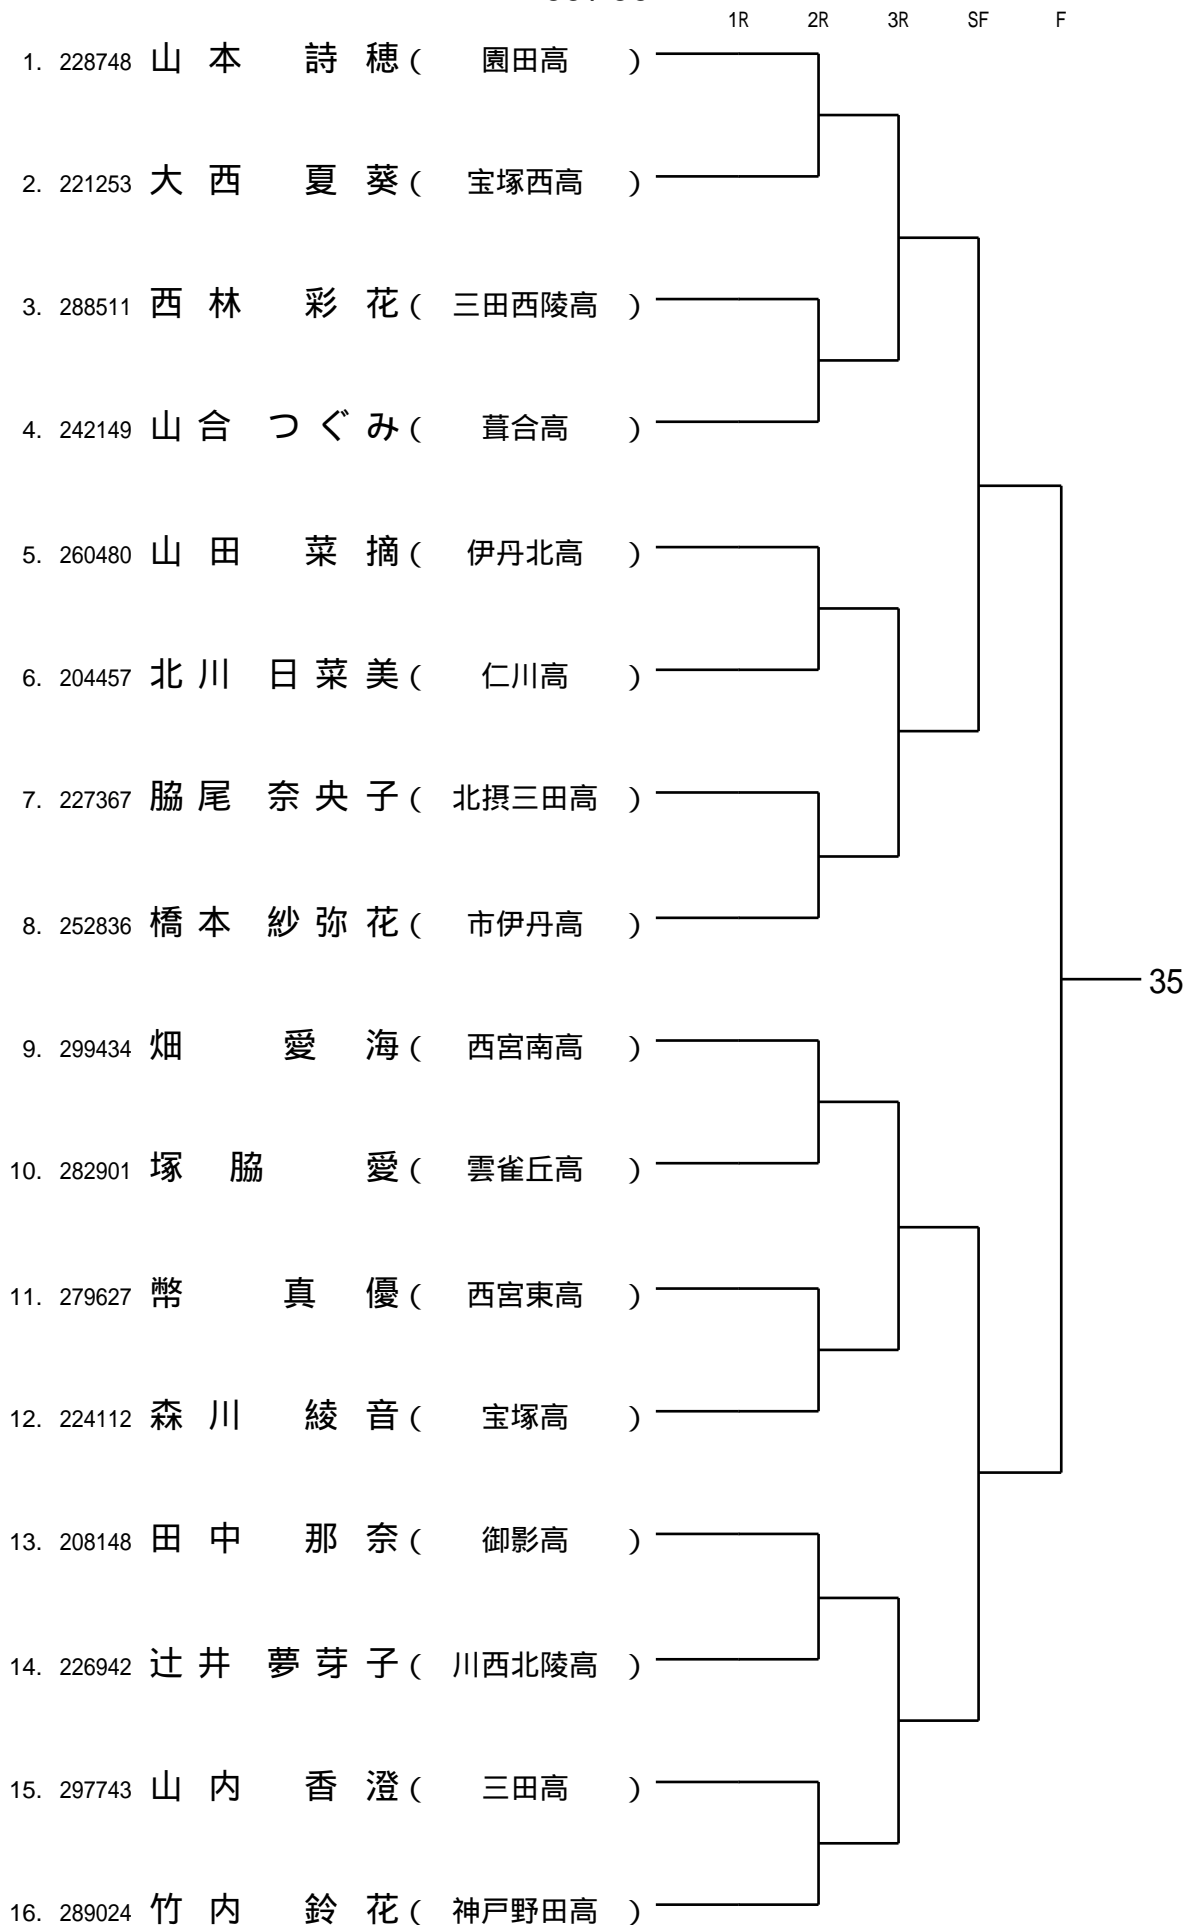 1R 2R 3R SF F
1. 228748 山本 詩穂 ( 園田高 )
2. 221253 大西 夏葵 ( 宝塚西高 )
3. 288511 西林 彩花 ( 三田西陵高 )
4. 242149 山合 つぐみ ( 葺合高 )
5. 260480 山田 菜摘 ( 伊丹北高 )
6. 204457 北川 日菜美 ( 仁川高 )
7. 227367 脇尾 奈央子 ( 北摂三田高 )
8. 252836 橋本 紗弥花 ( 市伊丹高 )
35
9. 299434 畑 愛海 ( 西宮南高 )
10. 282901 塚脇 愛 ( 雲雀丘高 )
11. 279627 幣 真優 ( 西宮東高 )
12. 224112 森川 綾音 ( 宝塚高 )
13. 208148 田中 那奈 ( 御影高 )
14. 226942 辻井 夢芽子 ( 川西北陵高 )
15. 297743 山内 香澄 ( 三田高 )
16. 289024 竹内 鈴花 ( 神戸野田高 )